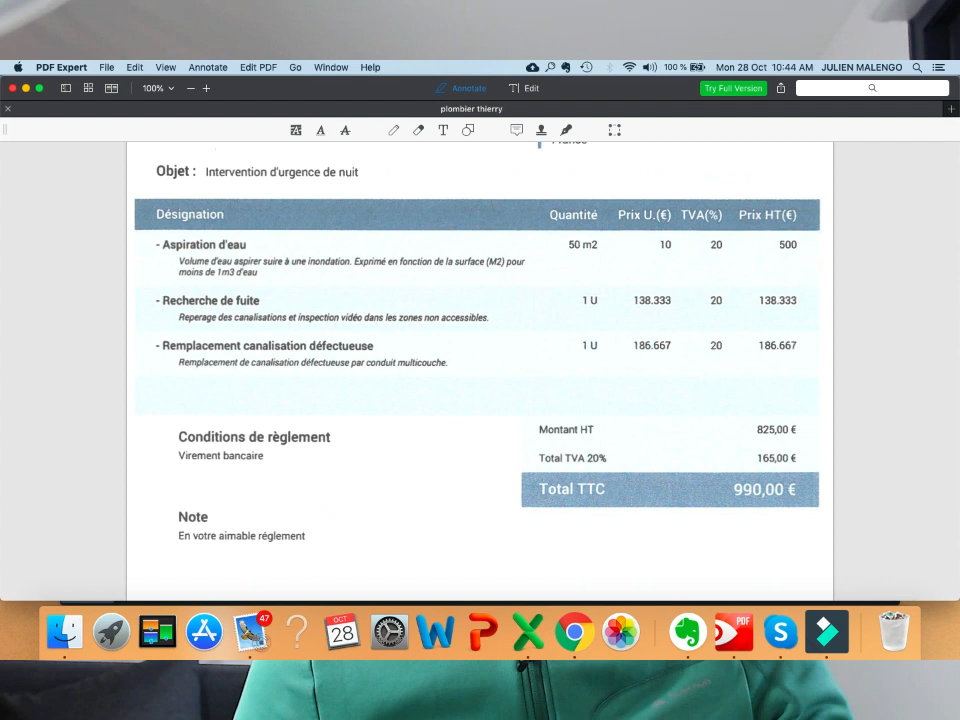 PDF Expert File Edit View Annotate Edit PDF Go Window Help 100 % Mon 28 Oct 10:44 AM JULIEN MALENGO
100% Annotate Edit Try Full Version
plombier thierry
A A A T
France
Objet : Intervention d'urgence de nuit
Désignation Quantité Prix U.(€) TVA(%) Prix HT(€)
- Aspiration d'eau 50 m2 10 20 500
Volume d'eau aspirer suire à une inondation. Exprimé en fonction de la surface (M2) pour
moins de 1m3 d'eau
- Recherche de fuite 1 U 138.333 20 138.333
Reperage des canalisations et inspection vidéo dans les zones non accessibles.
- Remplacement canalisation défectueuse 1 U 186.667 20 186.667
Remplacement de canalisation défectueuse par conduit multicouche.
Montant HT 825,00 €
Conditions de règlement
Virement bancaire
Total TVA 20% 165,00 €
Total TTC 990,00 €
Note
En votre aimable réglement
47
OCT
28
PDF